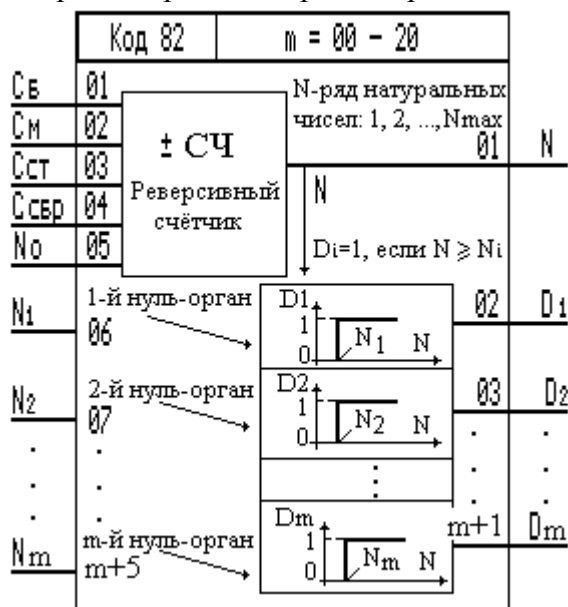 Код 82 m = 00 - 20
Сб 01
См 02
Сст 03
Ссбр 04
No 05
± СЧ
Реверсивный
счётчик
N-ряд натуральных
чисел: 1, 2, ...,Nmax
01 N
N
Di=1, если N ⩾ Ni
N1 06
1-й нуль-орган
D1
1
0
N1 N
02 D1
N2 07
2-й нуль-орган
D2
1
0
N2 N
03 D2
Nm m+5
m-й нуль-орган
Dm
1
0
Nm N
m+1 Dm